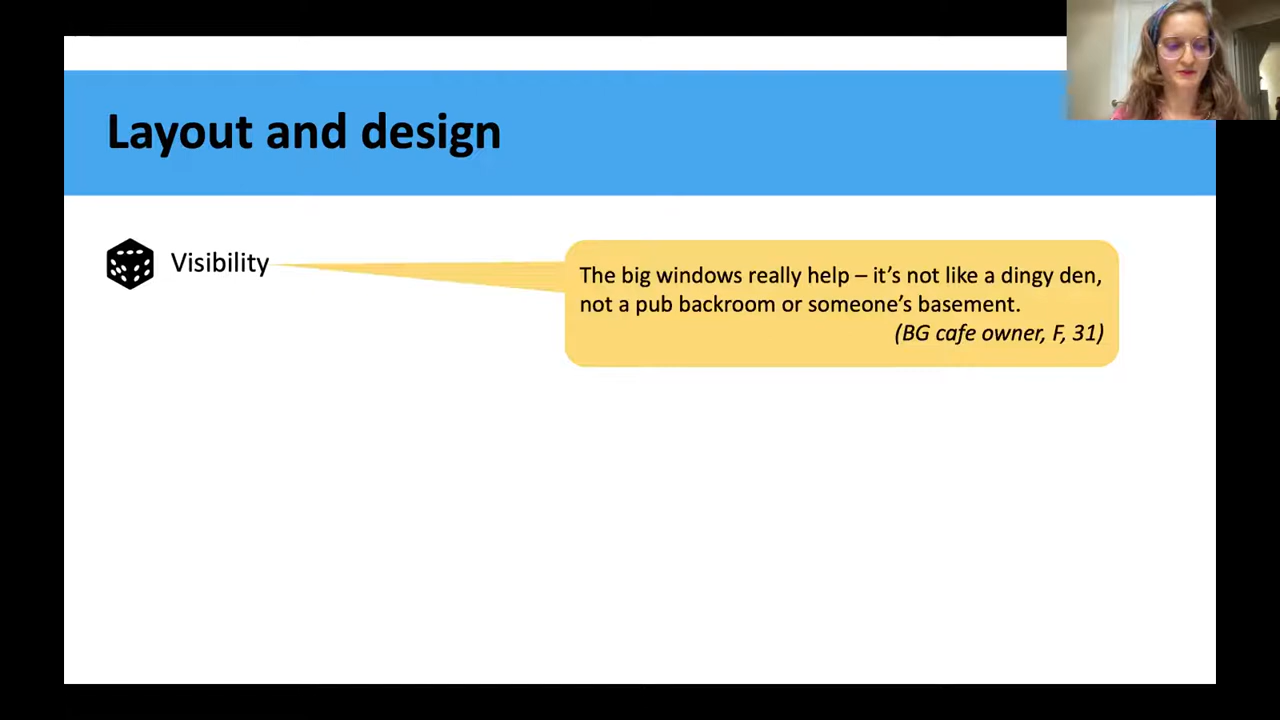 Layout and design
Visibility
The big windows really help – it’s not like a dingy den,
not a pub backroom or someone’s basement.
(BG cafe owner, F, 31)